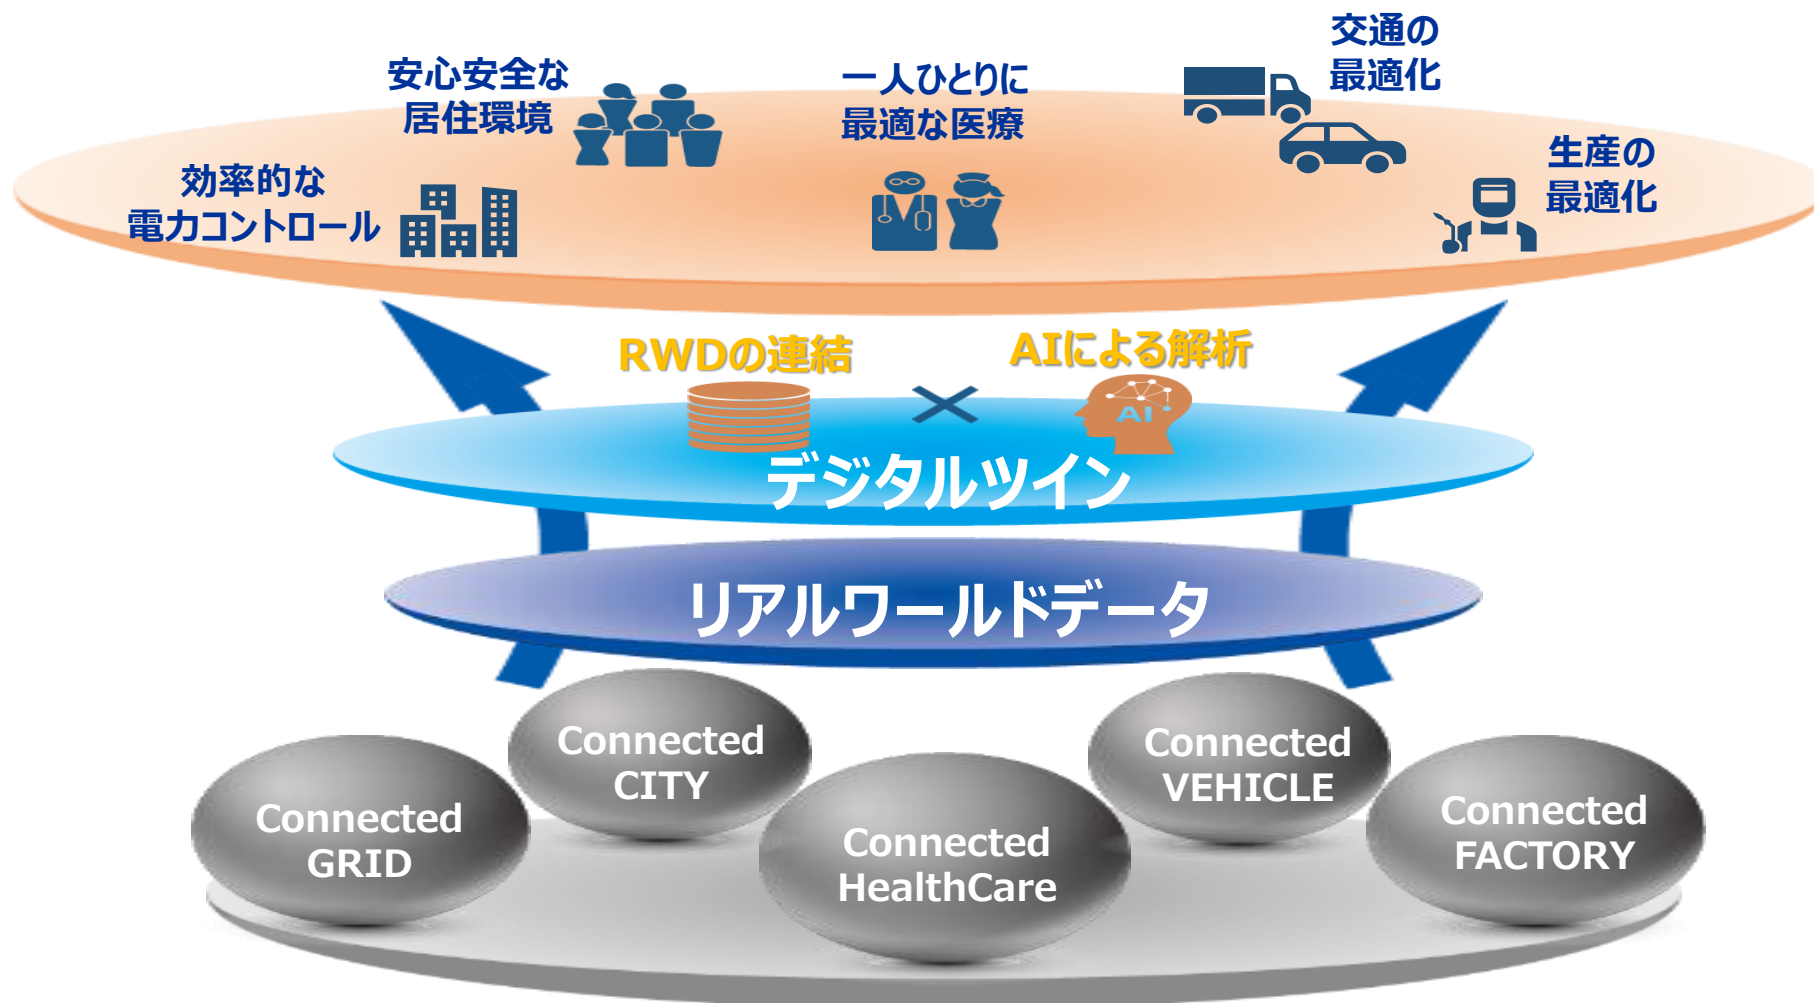 交通の
最適化
安心安全な
居住環境
一人ひとりに
最適な医療
生産の
最適化
効率的な
電力コントロール
RWDの連結
AIによる解析
AI
デジタルツイン
リアルワールドデータ
Connected
CITY
Connected
VEHICLE
Connected
GRID
Connected
HealthCare
Connected
FACTORY